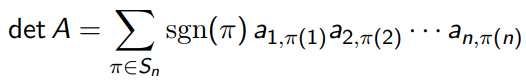 det A = ∑_{π∈S_n} sgn(π) a_{1,π(1)} a_{2,π(2)} ⋯ a_{n,π(n)}